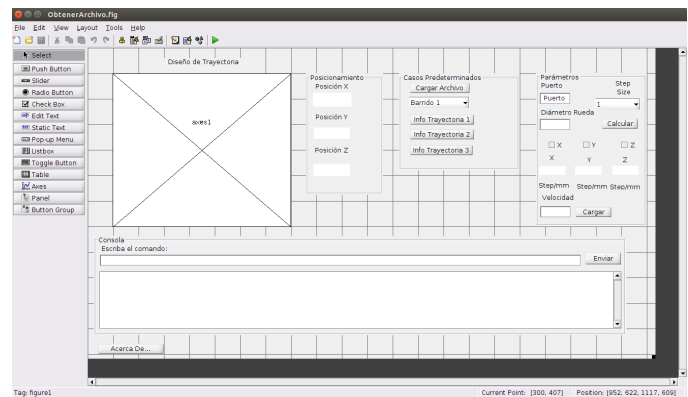 ObtenerArchivo.fig
File Edit View Layout Tools Help
Select
Push Button
Slider
Radio Button
Check Box
Edit Text
Static Text
Pop-up Menu
Listbox
Toggle Button
Table
Axes
Panel
Button Group
Diseño de Trayectoria
axes1
Posicionamiento
Posición X
Posición Y
Posición Z
Casos Predeterminados
Cargar Archivo
Barrido 1
Info Trayectoria 1
Info Trayectoria 2
Info Trayectoria 3
Parámetros
Puerto
Step
Size
Puerto
1
Diámetro Rueda
Calcular
X Y Z
X Y Z
Step/mm Step/mm Step/mm
Velocidad
Cargar
Consola
Escriba el comando:
Enviar
Acerca De...
Tag: figure1
Current Point: [300, 407] Position: [952, 622, 1117, 609]